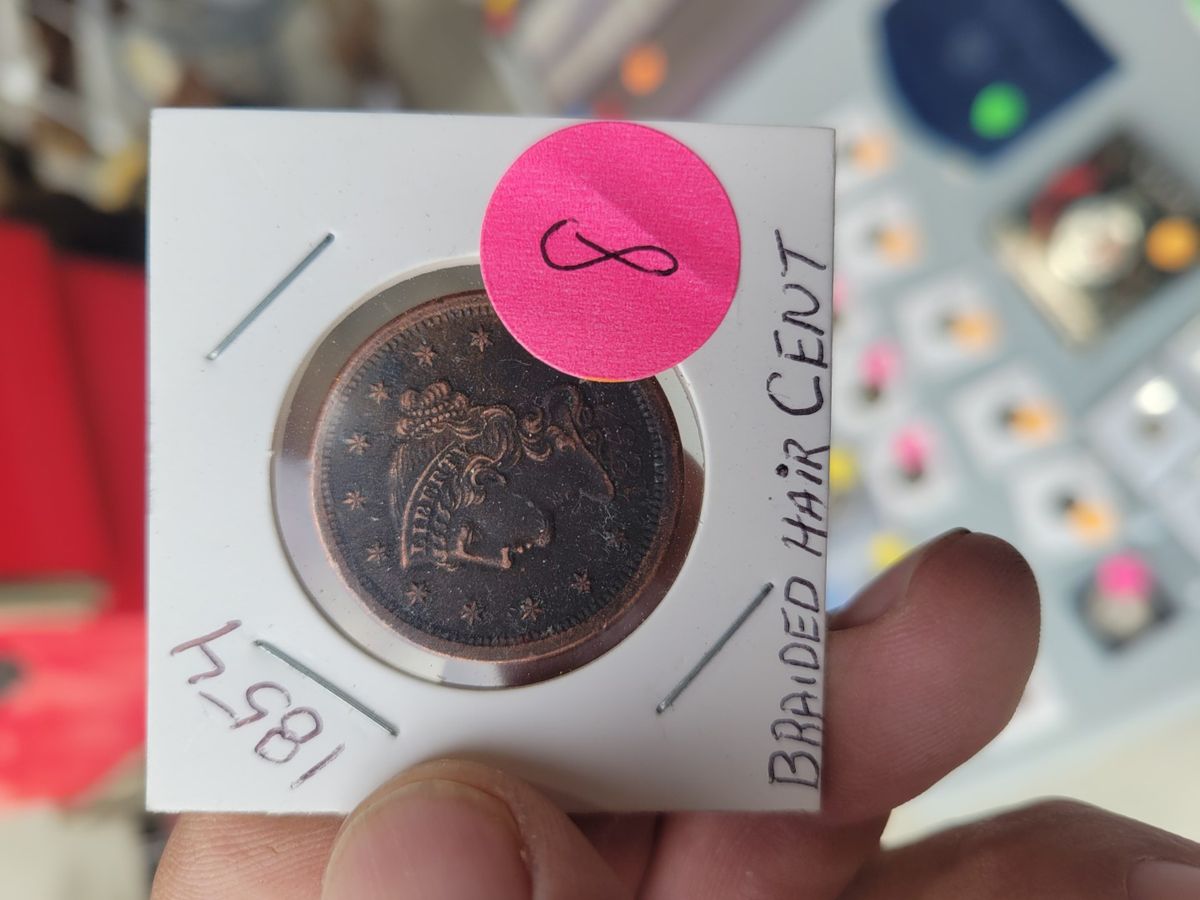 8
BRAIDED HAIR CENT
1854
LIBERTY